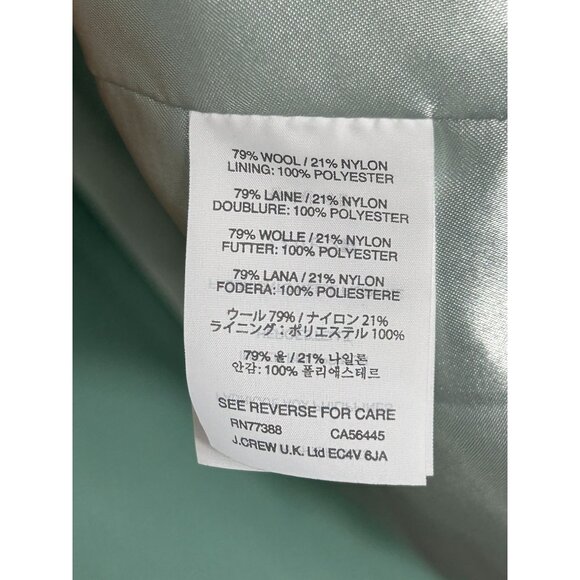 79% WOOL / 21% NYLON
LINING: 100% POLYESTER
79% LAINE / 21% NYLON
DOUBLURE: 100% POLYESTER
79% WOLLE / 21% NYLON
FUTTER: 100% POLYESTER
79% LANA / 21% NYLON
FODERA: 100% POLIESTERE
ウール 79% / ナイロン 21%
ライニング：ポリエステル 100%
79% 울 / 21% 나일론
안감: 100% 폴리에스테르
SEE REVERSE FOR CARE
RN77388 CA56445
J.CREW U.K. Ltd EC4V 6JA